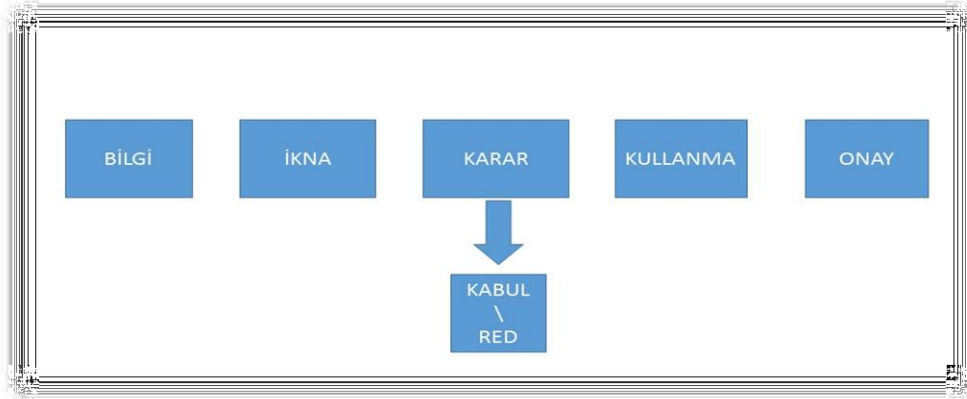 BİLGİ
İKNA
KARAR
KULLANMA
ONAY
KABUL
\
RED